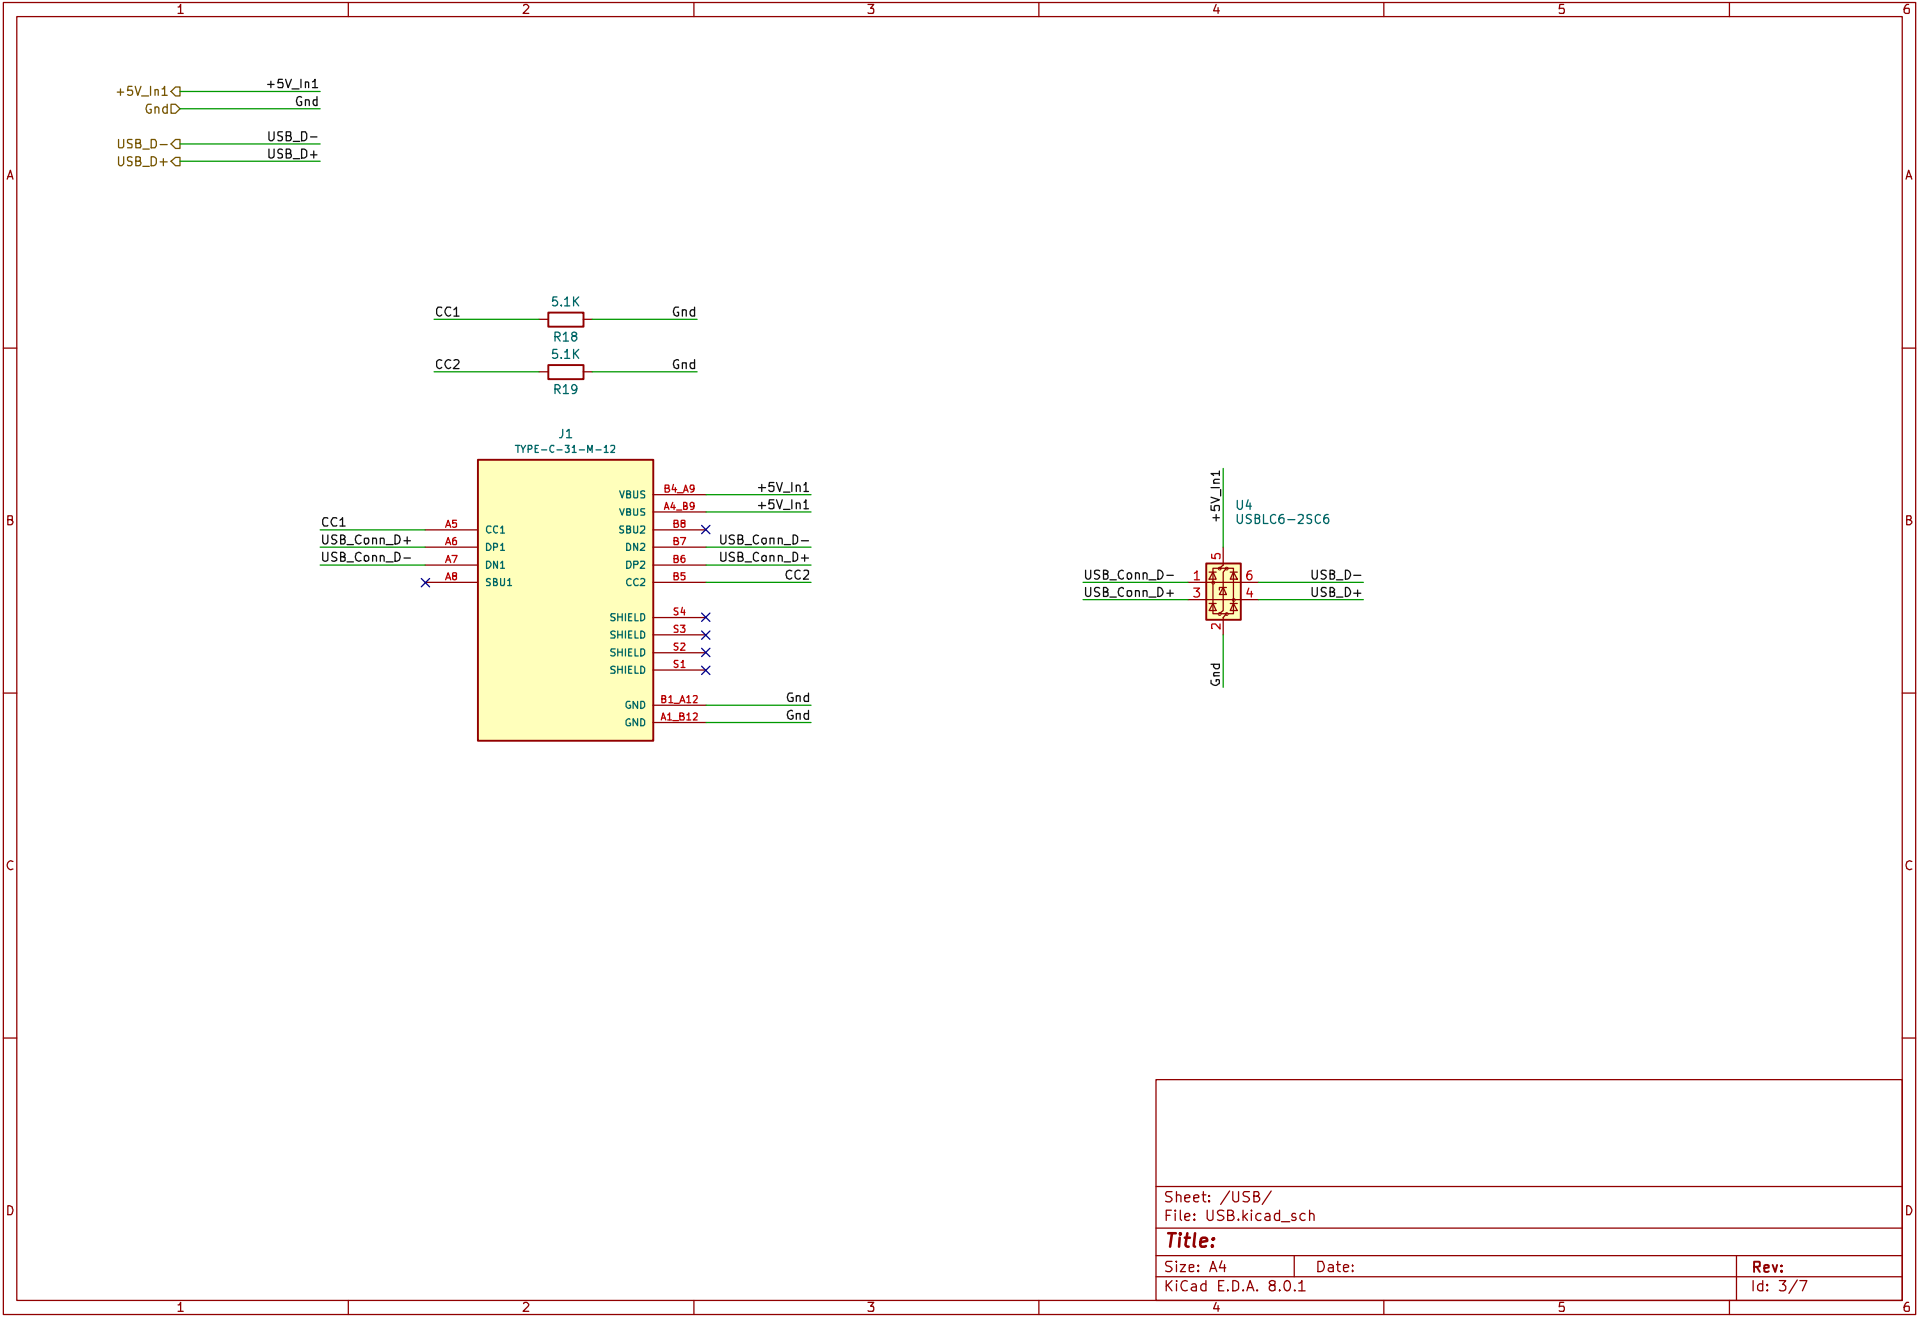 1 2 3 4 5 6
+5V_In1 +5V_In1
Gnd Gnd
USB_D- USB_D-
USB_D+ USB_D+
A A
5.1K
CC1 Gnd
R18
5.1K
CC2 Gnd
R19
J1
TYPE-C-31-M-12
VBUS B4_A9 +5V_In1
VBUS A4_B9 +5V_In1
CC1 A5 CC1 SBU2 B8
USB_Conn_D+ A6 DP1 DN2 B7 USB_Conn_D-
USB_Conn_D- A7 DN1 DP2 B6 USB_Conn_D+
A8 SBU1 CC2 B5 CC2
SHIELD S4
SHIELD S3
SHIELD S2
SHIELD S1
GND B1_A12 Gnd
GND A1_B12 Gnd
+5V_In1
U4
USBLC6-2SC6
B B
5
USB_Conn_D- 1 6 USB_D-
USB_Conn_D+ 3 4 USB_D+
2
Gnd
C C
D D
Sheet: /USB/
File: USB.kicad_sch
Title:
Size: A4 Date: Rev:
KiCad E.D.A. 8.0.1 Id: 3/7
1 2 3 4 5 6